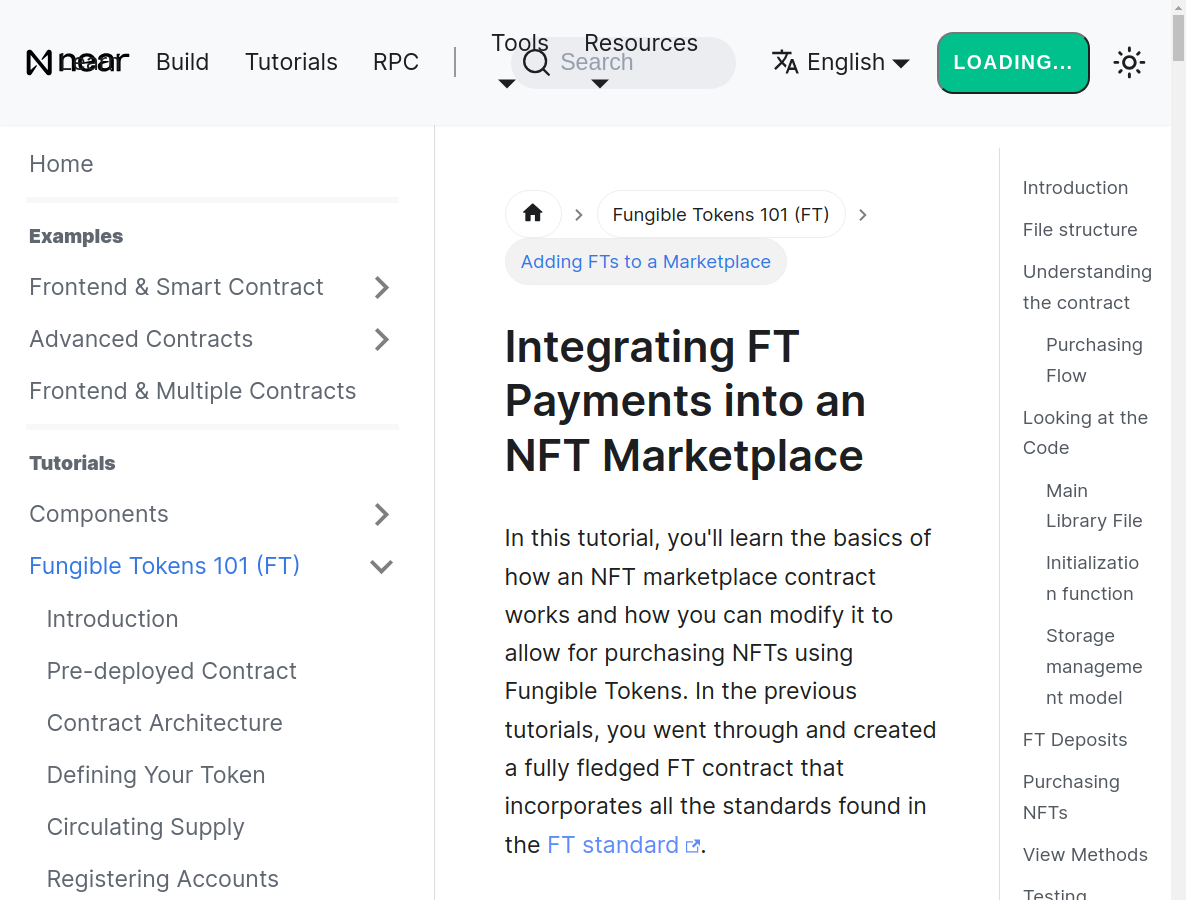 near
Learn
Build
Tutorials
RPC
Tools
Resources
Search
English
LOADING...
Home
Examples
Frontend & Smart Contract
Advanced Contracts
Frontend & Multiple Contracts
Tutorials
Components
Fungible Tokens 101 (FT)
Introduction
Pre-deployed Contract
Contract Architecture
Defining Your Token
Circulating Supply
Registering Accounts
Fungible Tokens 101 (FT)
Adding FTs to a Marketplace
Integrating FT
Payments into an
NFT Marketplace
In this tutorial, you'll learn the basics of
how an NFT marketplace contract
works and how you can modify it to
allow for purchasing NFTs using
Fungible Tokens. In the previous
tutorials, you went through and created
a fully fledged FT contract that
incorporates all the standards found in
the FT standard.
Introduction
File structure
Understanding
the contract
Purchasing
Flow
Looking at the
Code
Main
Library File
Initializatio
n function
Storage
manageme
nt model
FT Deposits
Purchasing
NFTs
View Methods
Testing